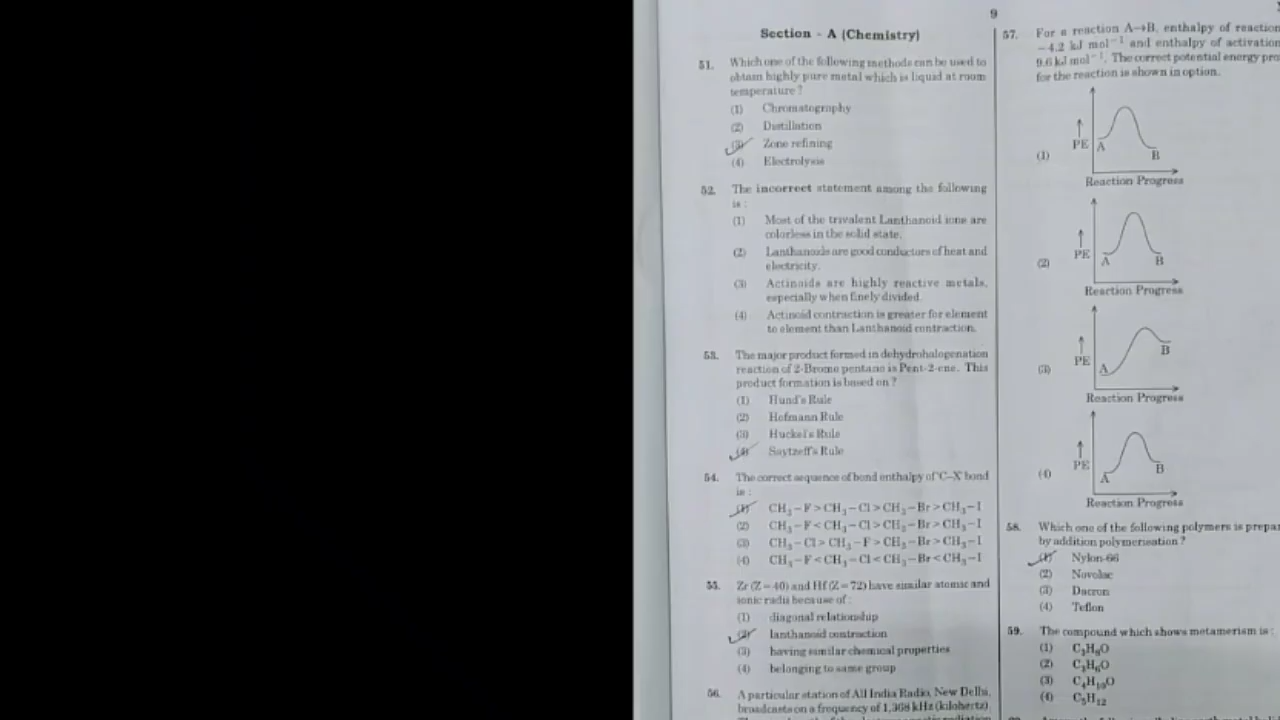 9
Section - A (Chemistry)
51. Which one of the following methods can be used to
obtain highly pure metal which is liquid at room
temperature ?
(1) Chromatography
(2) Distillation
(3) Zone refining
(4) Electrolysis
52. The incorrect statement among the following
is :
(1) Most of the trivalent Lanthanoid ions are
colorless in the solid state.
(2) Lanthanoids are good conductors of heat and
electricity.
(3) Actinoids are highly reactive metals,
especially when finely divided.
(4) Actinoid contraction is greater for element
to element than Lanthanoid contraction.
53. The major product formed in dehydrohalogenation
reaction of 2-Bromo pentane is Pent-2-ene. This
product formation is based on ?
(1) Hund's Rule
(2) Hofmann Rule
(3) Huckel's Rule
(4) Saytzeff's Rule
54. The correct sequence of bond enthalpy of 'C–X' bond
is :
(1) CH₃–F > CH₃–Cl > CH₃–Br > CH₃–I
(2) CH₃–F < CH₃–Cl > CH₃–Br > CH₃–I
(3) CH₃–Cl > CH₃–F > CH₃–Br > CH₃–I
(4) CH₃–F < CH₃–Cl < CH₃–Br < CH₃–I
55. Zr (Z = 40) and Hf (Z = 72) have similar atomic and
ionic radii because of :
(1) diagonal relationship
(2) lanthanoid contraction
(3) having similar chemical properties
(4) belonging to same group
56. A particular station of All India Radio, New Delhi,
broadcasts on a frequency of 1,368 kHz (kilohertz).
57. For a reaction A→B, enthalpy of reaction
−4.2 kJ mol⁻¹ and enthalpy of activation
9.6 kJ mol⁻¹. The correct potential energy pro
for the reaction is shown in option.
(1) PE A B
Reaction Progress
(2) PE A B
Reaction Progress
(3) PE A B
Reaction Progress
(4) PE A B
Reaction Progress
58. Which one of the following polymers is prepar
by addition polymerisation ?
(1) Nylon-66
(2) Novolac
(3) Dacron
(4) Teflon
59. The compound which shows metamerism is :
(1) C₃H₈O
(2) C₃H₆O
(3) C₄H₁₀O
(4) C₅H₁₂